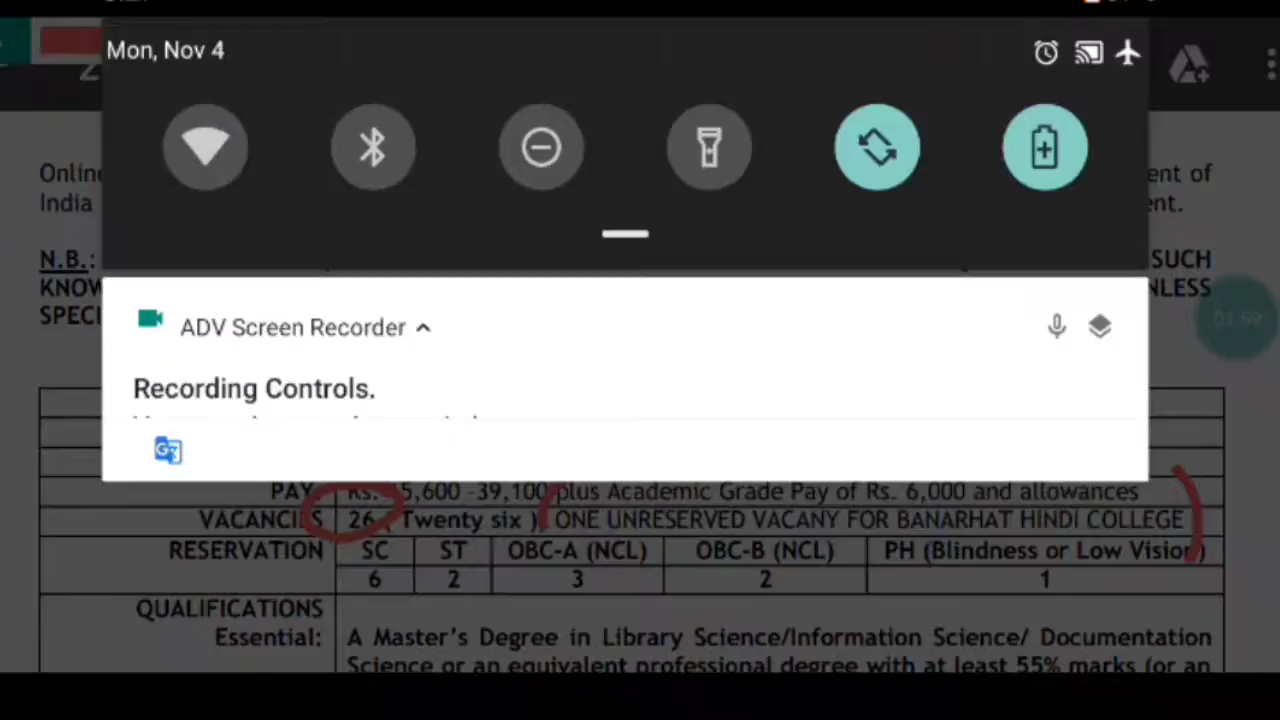 Mon, Nov 4
Onlin ent of
India ent.
N.B.: SUCH
KNOW NLESS
SPECI 01:59
ADV Screen Recorder
Recording Controls.
PAY Rs. 15,600 -39,100 plus Academic Grade Pay of Rs. 6,000 and allowances
VACANCIES 26 ( Twenty six ) ONE UNRESERVED VACANY FOR BANARHAT HINDI COLLEGE
RESERVATION SC ST OBC-A (NCL) OBC-B (NCL) PH (Blindness or Low Vision)
6 2 3 2 1
QUALIFICATIONS
Essential: A Master's Degree in Library Science/Information Science/ Documentation
Science or an equivalent professional degree with at least 55% marks (or an